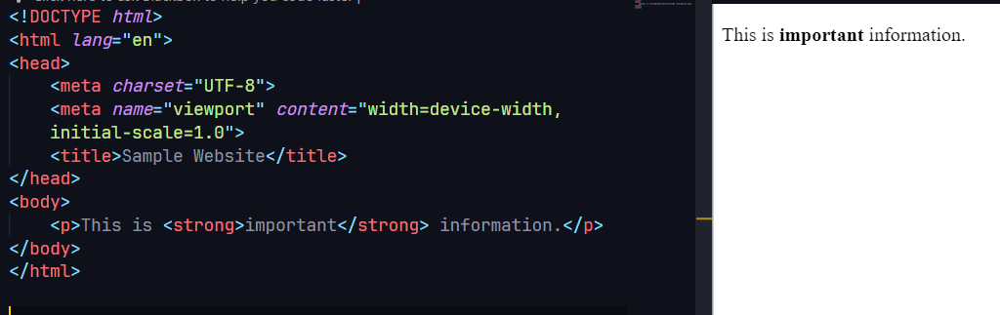 <!DOCTYPE html>
<html lang="en">
<head>
<meta charset="UTF-8">
<meta name="viewport" content="width=device-width,
initial-scale=1.0">
<title>Sample Website</title>
</head>
<body>
<p>This is <strong>important</strong> information.</p>
</body>
</html>
This is important information.